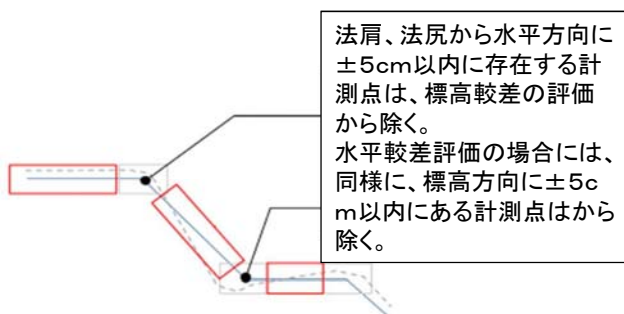 法肩、法尻から水平方向に
±5cm以内に存在する計
測点は、標高較差の評価
から除く。
水平較差評価の場合には、
同様に、標高方向に±5c
m以内にある計測点はから
除く。